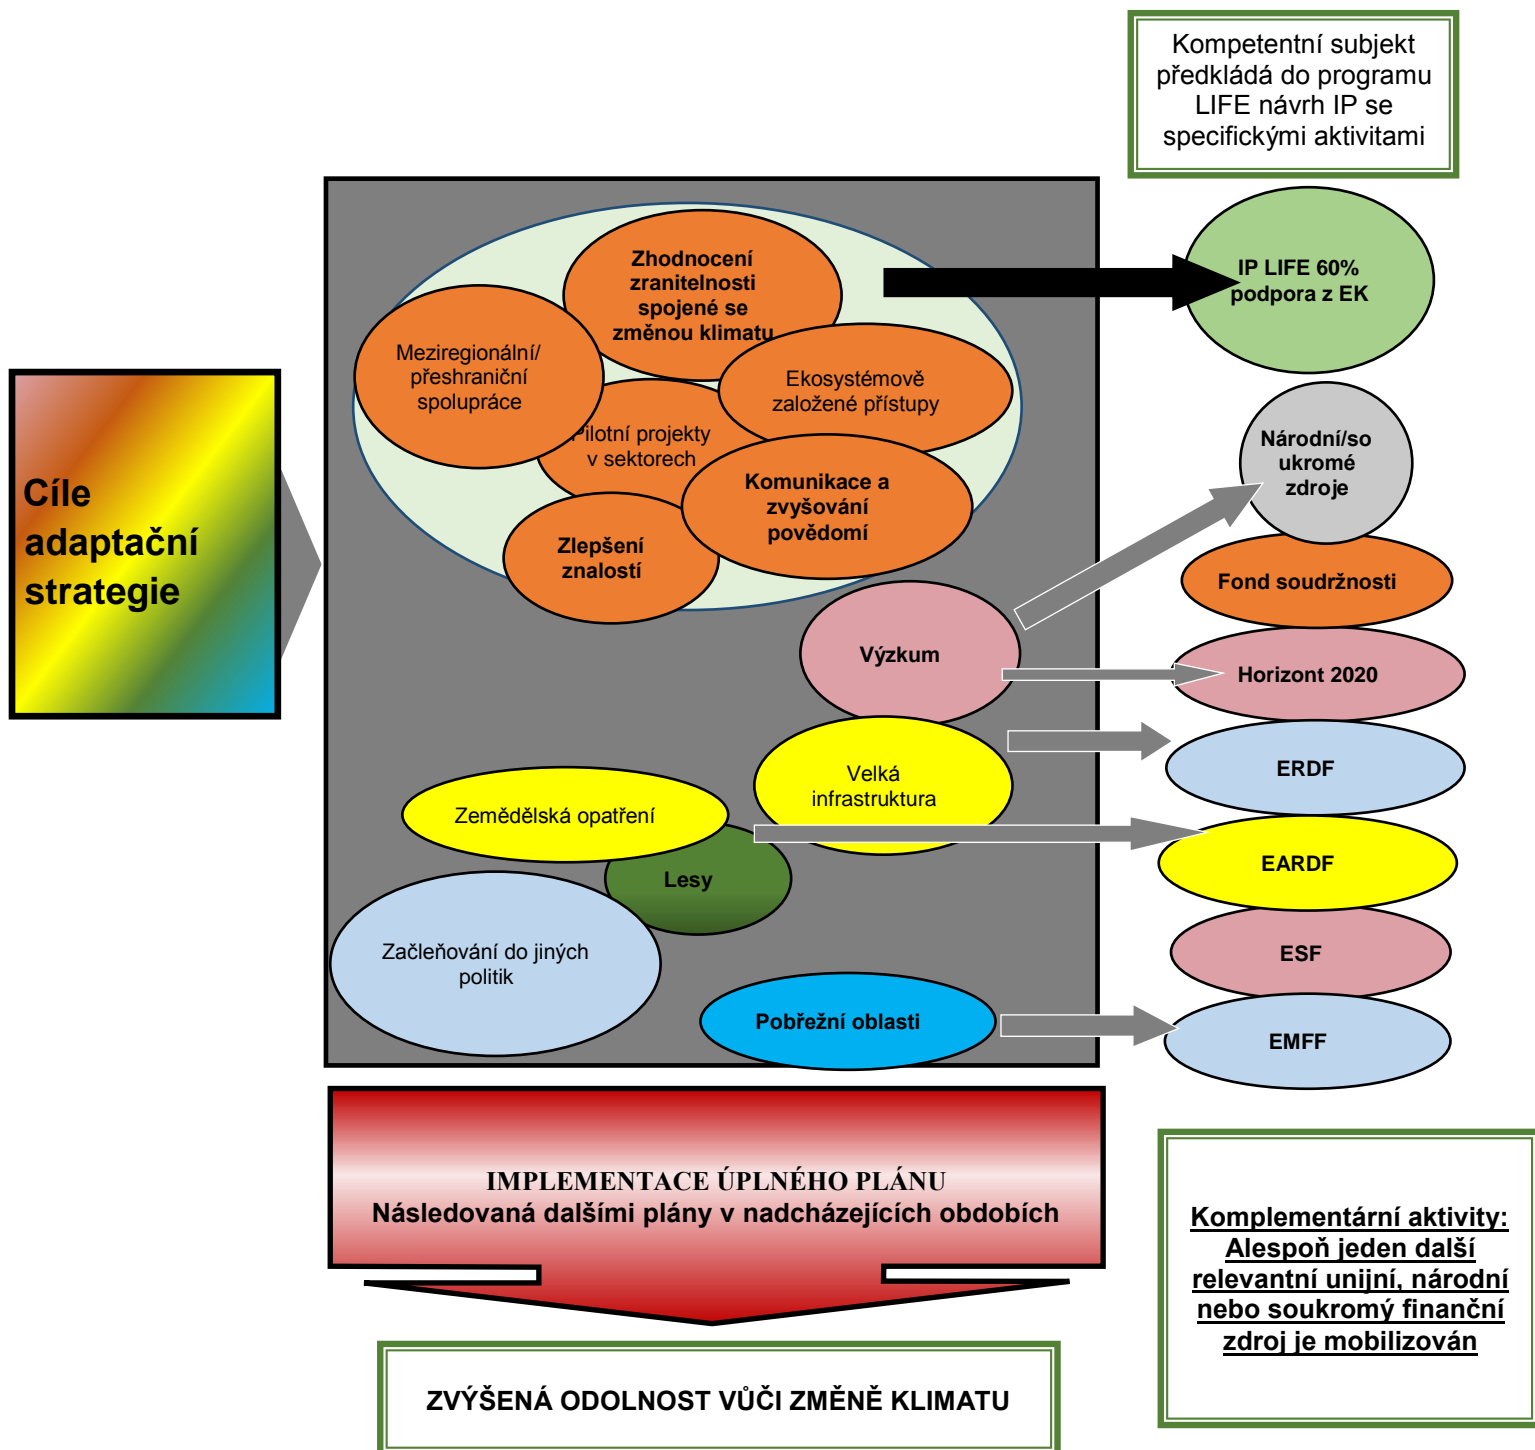 Kompetentní subjekt
předkládá do programu
LIFE návrh IP se
specifickými aktivitami
Zhodnocení
zranitelnosti
spojené se
změnou klimatu
IP LIFE 60%
podpora z EK
Meziregionální/
přeshraniční
spolupráce
Ekosystémově
založené přístupy
Pilotní projekty
v sektorech
Národní/so
ukromé
zdroje
Cíle
adaptační
strategie
Komunikace a
zvyšování
povědomí
Zlepšení
znalostí
Fond soudržnosti
Výzkum
Horizont 2020
ERDF
Velká
infrastruktura
Zemědělská opatření
EARDF
Lesy
Začleňování do jiných
politik
ESF
Pobřežní oblasti
EMFF
IMPLEMENTACE ÚPLNÉHO PLÁNU
Následovaná dalšími plány v nadcházejících obdobích
Komplementární aktivity:
Alespoň jeden další
relevantní unijní, národní
nebo soukromý finanční
zdroj je mobilizován
ZVÝŠENÁ ODOLNOST VŮČI ZMĚNĚ KLIMATU